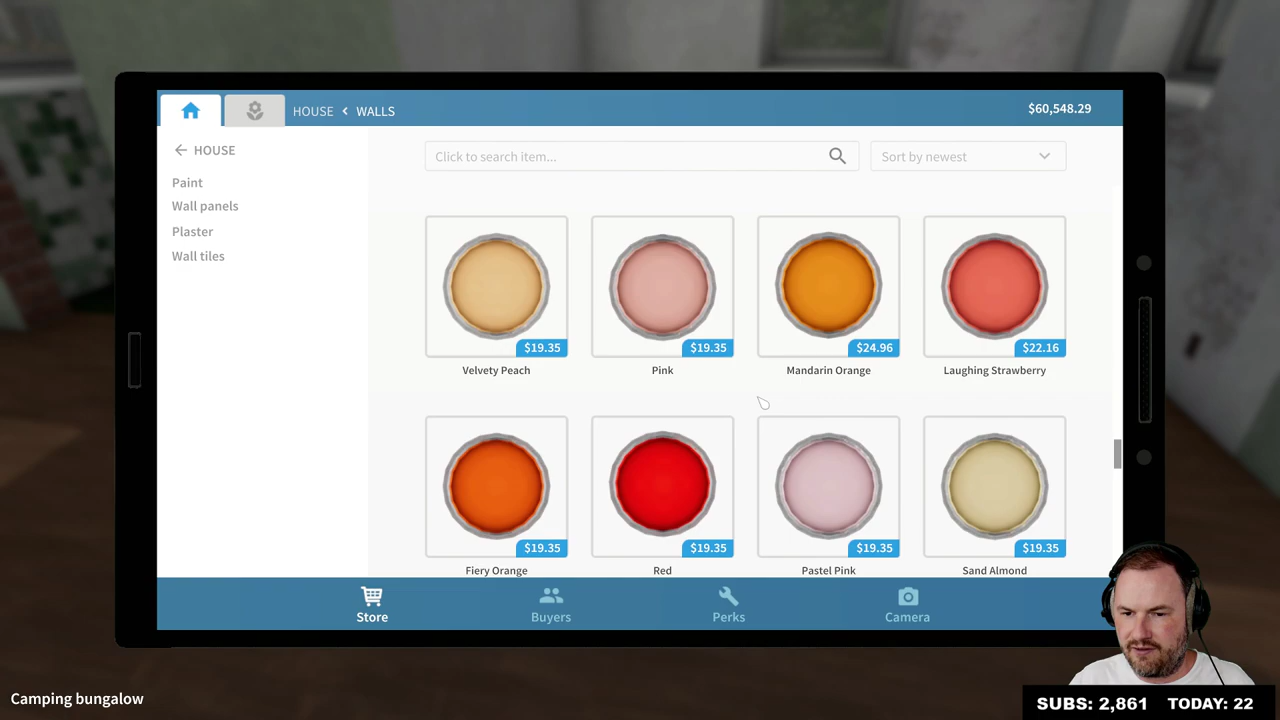 HOUSE < WALLS
$60,548.29
HOUSE
Click to search item...
Sort by newest
Paint
Wall panels
Plaster
Wall tiles
$19.35
$19.35
$24.96
$22.16
Velvety Peach
Pink
Mandarin Orange
Laughing Strawberry
$19.35
$19.35
$19.35
$19.35
Fiery Orange
Red
Pastel Pink
Sand Almond
Store
Buyers
Perks
Camera
Camping bungalow
SUBS: 2,861 TODAY: 22